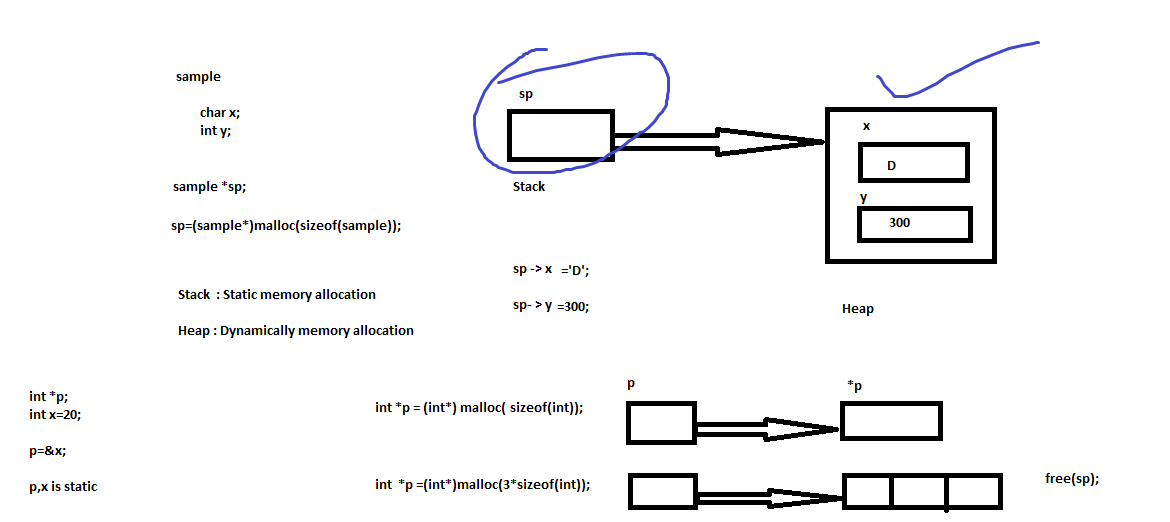 sample
char x;
int y;
sample *sp;
sp=(sample*)malloc(sizeof(sample));
Stack : Static memory allocation
Heap : Dynamically memory allocation
sp
Stack
x
D
y
300
sp -> x ='D';
sp- > y =300;
Heap
int *p;
int x=20;
p=&x;
p,x is static
int *p = (int*) malloc( sizeof(int));
p
*p
int *p =(int*)malloc(3*sizeof(int));
free(sp);